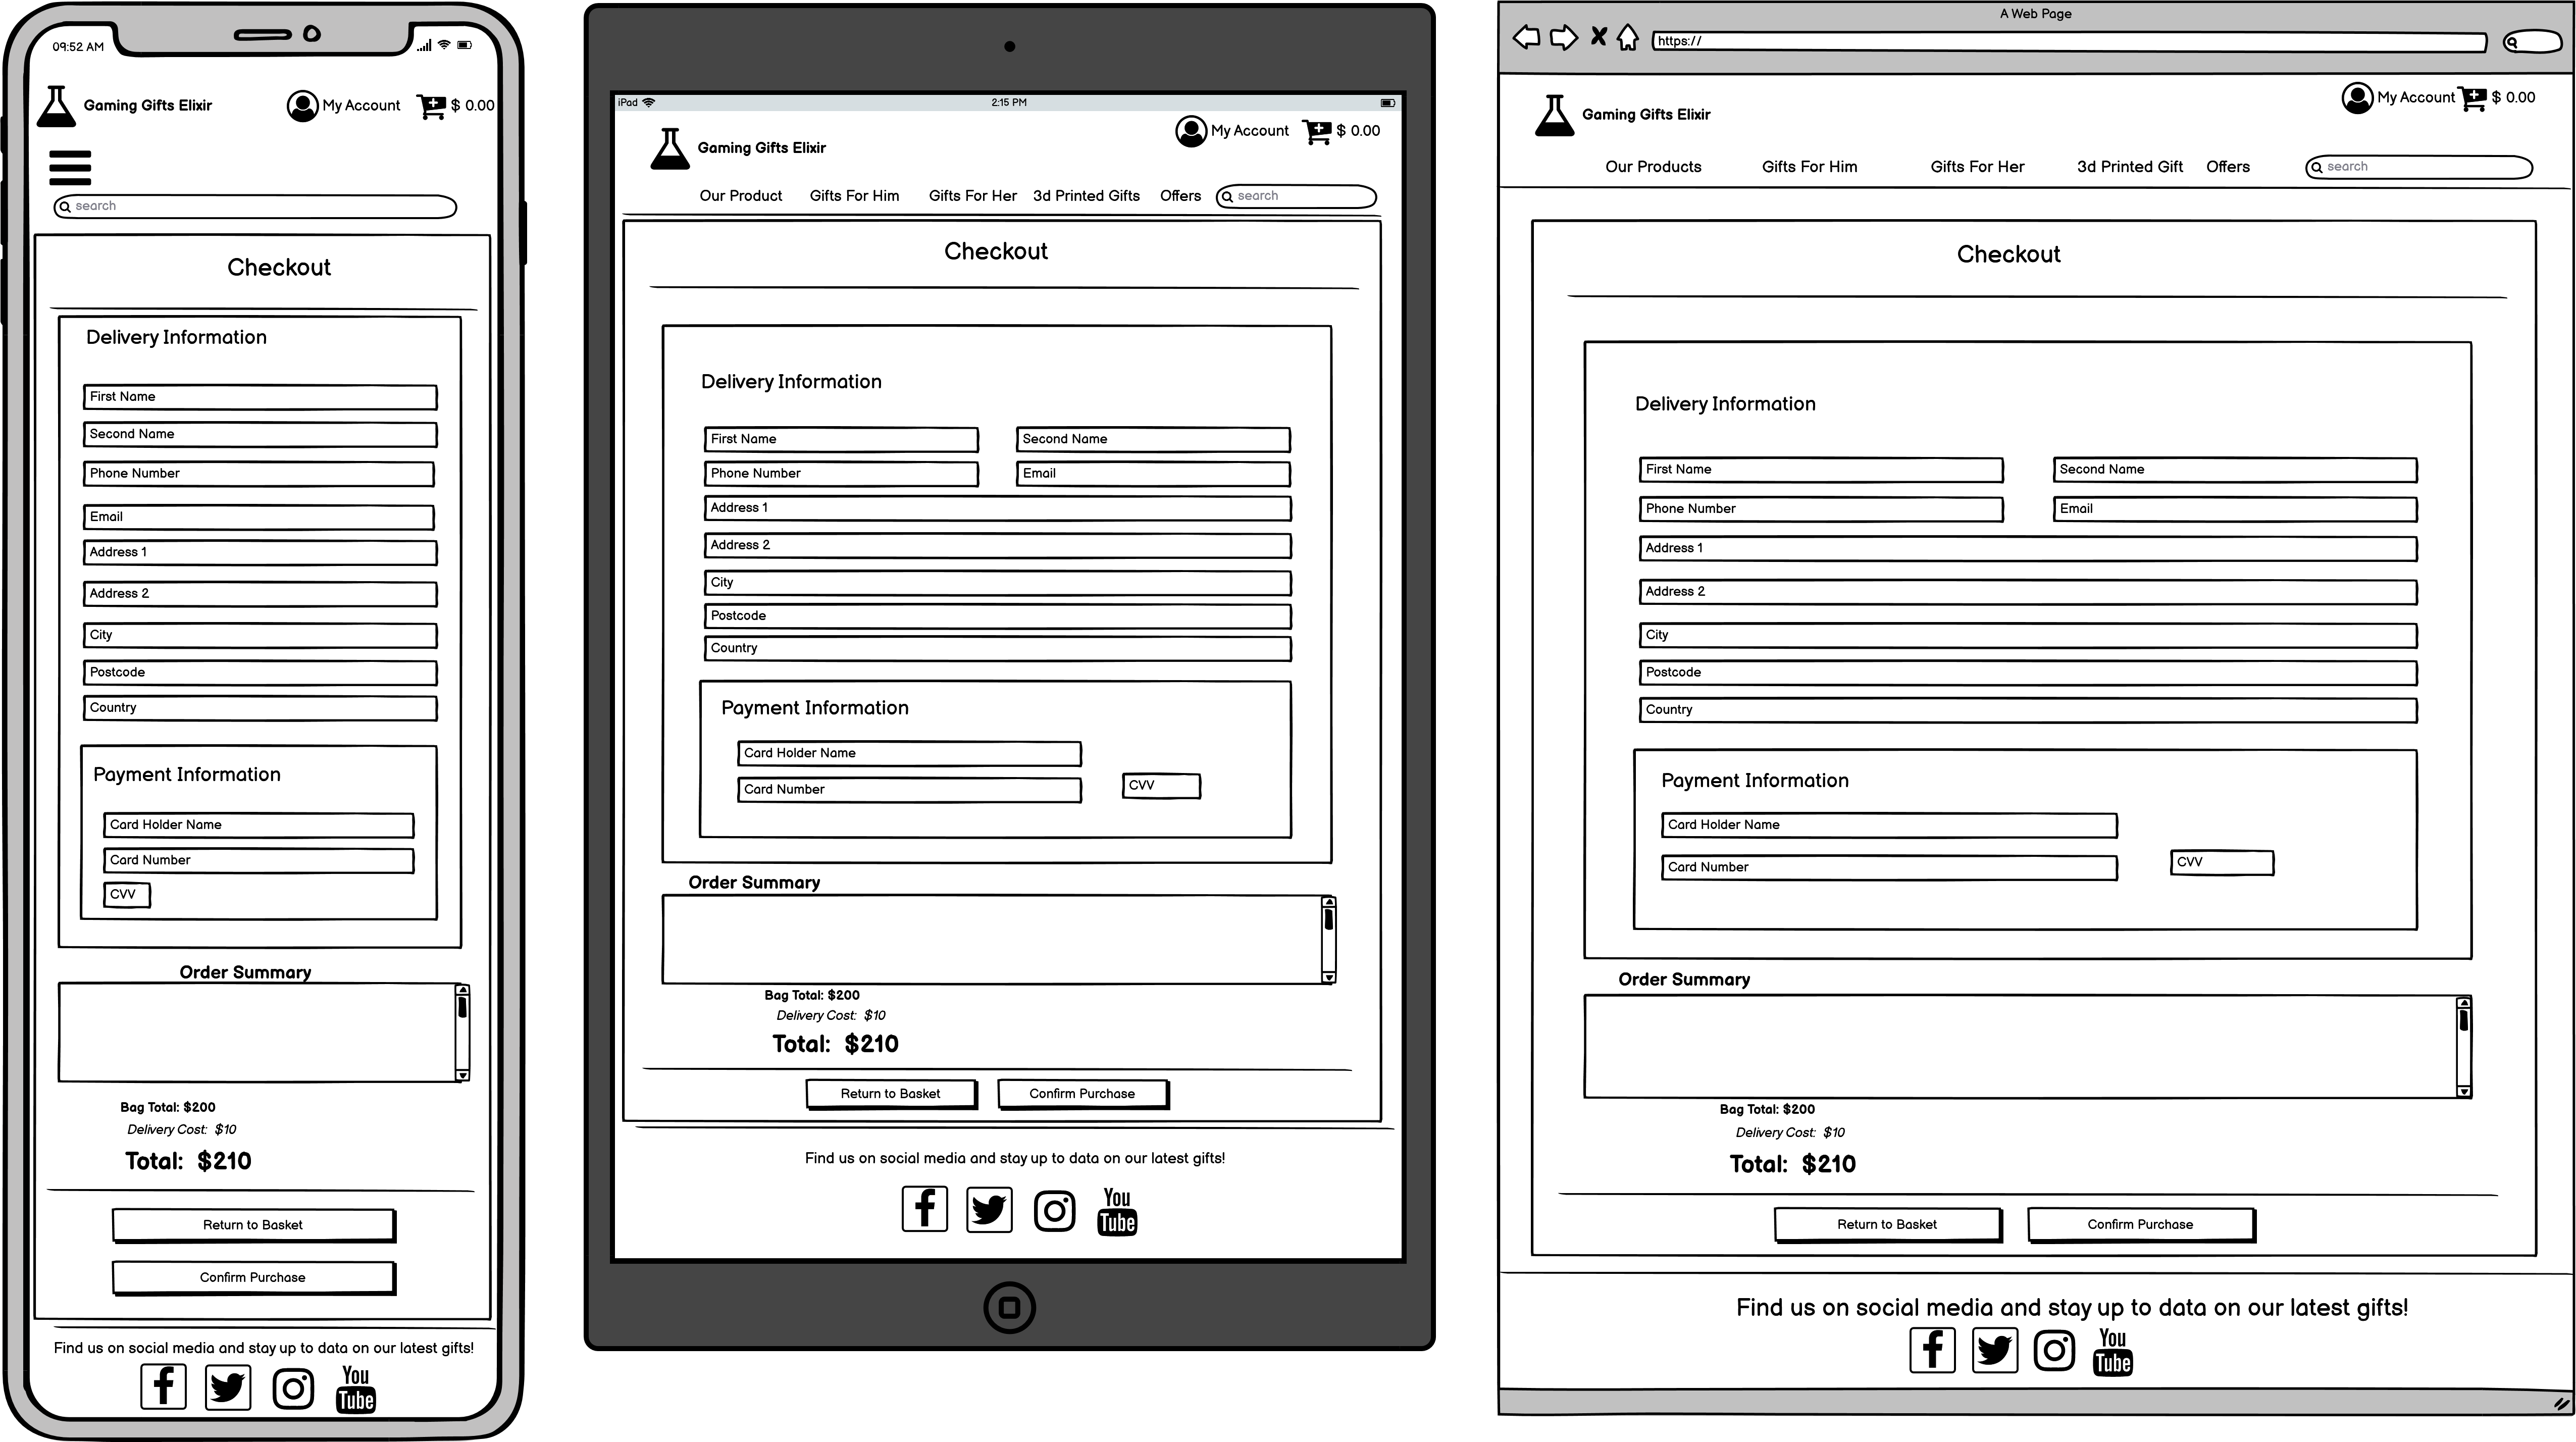 09:52 AM
Gaming Gifts Elixir
My Account
$ 0.00
search
Checkout
Delivery Information
First Name
Second Name
Phone Number
Email
Address 1
Address 2
City
Postcode
Country
Payment Information
Card Holder Name
Card Number
CVV
Order Summary
Bag Total: $200
Delivery Cost: $10
Total: $210
Return to Basket
Confirm Purchase
Find us on social media and stay up to data on our latest gifts!
You
Tube
iPad
2:15 PM
My Account
$ 0.00
Gaming Gifts Elixir
Our Product
Gifts For Him
Gifts For Her
3d Printed Gifts
Offers
search
Checkout
Delivery Information
First Name
Second Name
Phone Number
Email
Address 1
Address 2
City
Postcode
Country
Payment Information
Card Holder Name
Card Number
CVV
Order Summary
Bag Total: $200
Delivery Cost: $10
Total: $210
Return to Basket
Confirm Purchase
Find us on social media and stay up to data on our latest gifts!
You
Tube
A Web Page
https://
My Account
$ 0.00
Gaming Gifts Elixir
Our Products
Gifts For Him
Gifts For Her
3d Printed Gift
Offers
search
Checkout
Delivery Information
First Name
Second Name
Phone Number
Email
Address 1
Address 2
City
Postcode
Country
Payment Information
Card Holder Name
Card Number
CVV
Order Summary
Bag Total: $200
Delivery Cost: $10
Total: $210
Return to Basket
Confirm Purchase
Find us on social media and stay up to data on our latest gifts!
You
Tube